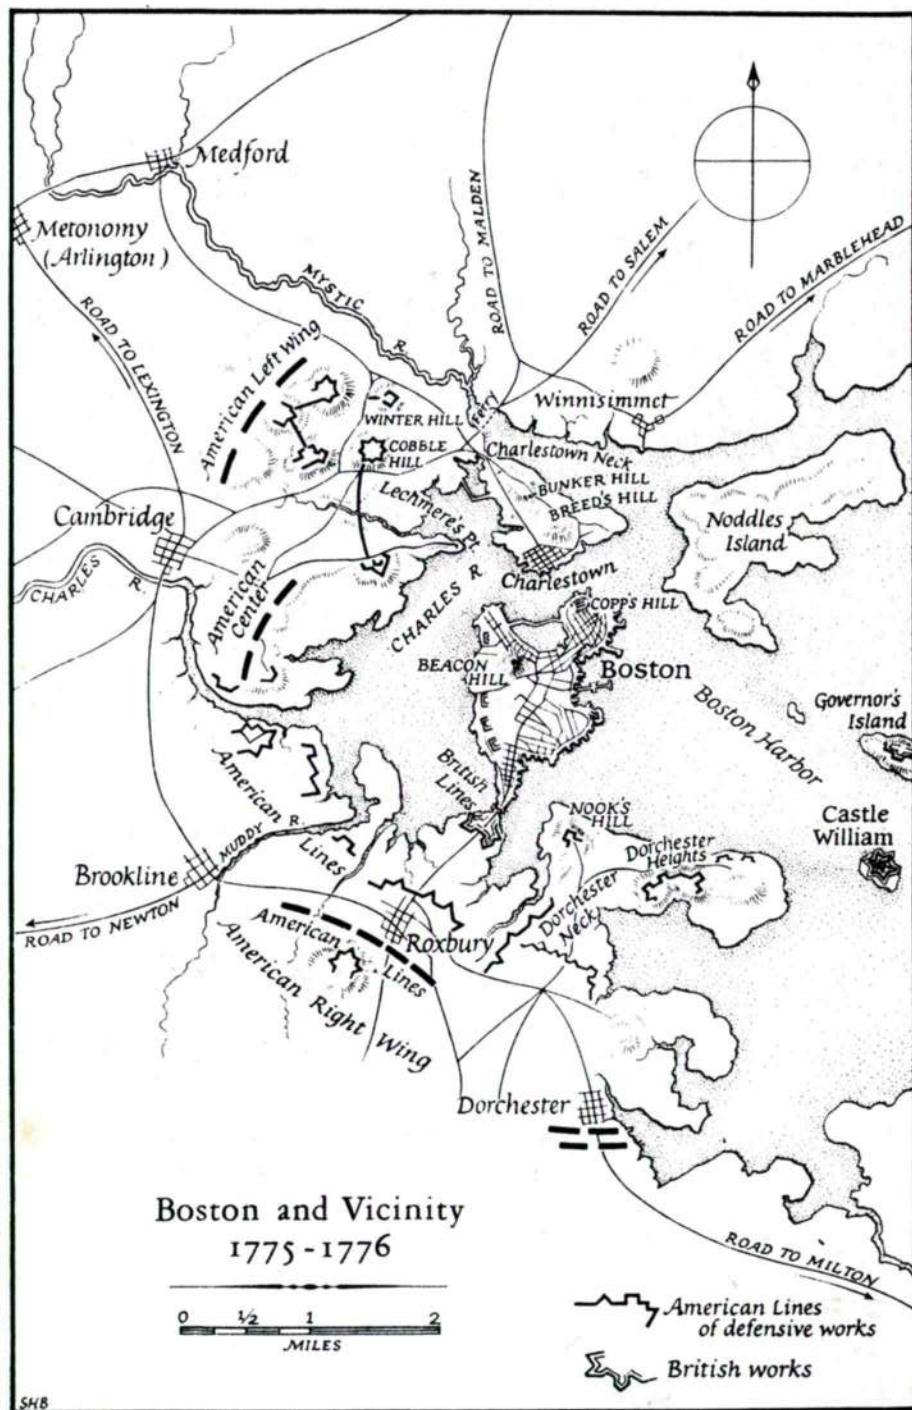 Medford
Metonomy
(Arlington)
MYSTIC
R.
ROAD TO MALDEN
ROAD TO SALEM
ROAD TO MARBLEHEAD
ROAD TO LEXINGTON
American Left Wing
WINTER HILL
COBBLE
HILL
Ferry
Winnisimmet
Charlestown Neck
BUNKER HILL
BREED'S HILL
Lechmere's Pt.
Cambridge
CHARLES
R.
American
Center
CHARLES R.
Charlestown
Noddles
Island
COPP'S HILL
BEACON
HILL
Boston
Boston Harbor
Governor's
Island
British
Lines
American
Lines
MUDDY R.
NOOK'S
HILL
Dorchester
Heights
Castle
William
Brookline
ROAD TO NEWTON
Dorchester
Neck
American
Lines
Roxbury
American Right Wing
Dorchester
ROAD TO MILTON
Boston and Vicinity
1775-1776
0 ½ 1 2
MILES
American Lines
of defensive works
British works
SHB